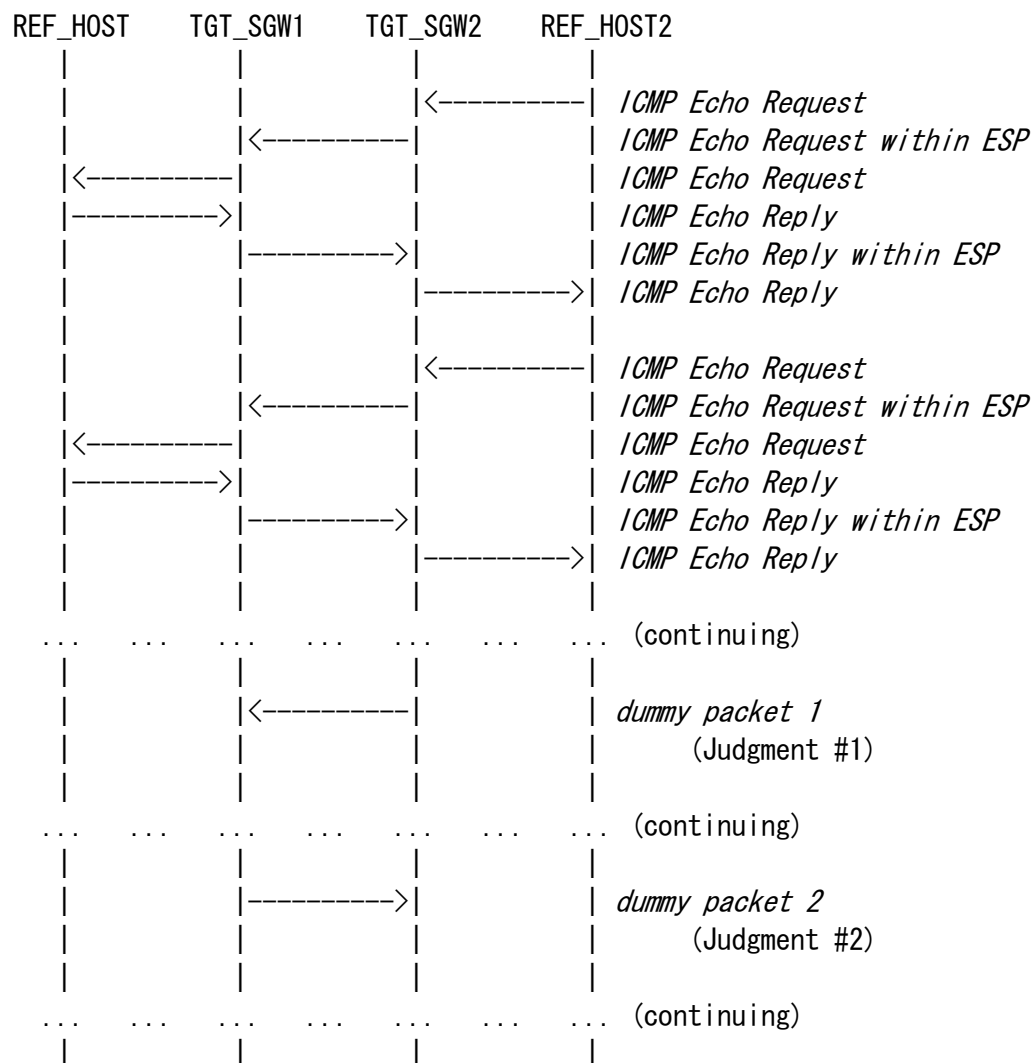 REF_HOST TGT_SGW1 TGT_SGW2 REF_HOST2
| | | |
| | |<----------| ICMP Echo Request
| |<----------| | ICMP Echo Request within ESP
|<----------| | | ICMP Echo Request
|---------->| | | ICMP Echo Reply
| |---------->| | ICMP Echo Reply within ESP
| | |---------->| ICMP Echo Reply
| | | |
| | |<----------| ICMP Echo Request
| |<----------| | ICMP Echo Request within ESP
|<----------| | | ICMP Echo Request
|---------->| | | ICMP Echo Reply
| |---------->| | ICMP Echo Reply within ESP
| | |---------->| ICMP Echo Reply
| | | |
... ... ... ... ... ... ... (continuing)
| | | |
| |<----------| | dummy packet 1
| | | | (Judgment #1)
| | | |
... ... ... ... ... ... ... (continuing)
| | | |
| |---------->| | dummy packet 2
| | | | (Judgment #2)
| | | |
... ... ... ... ... ... ... (continuing)
| | | |